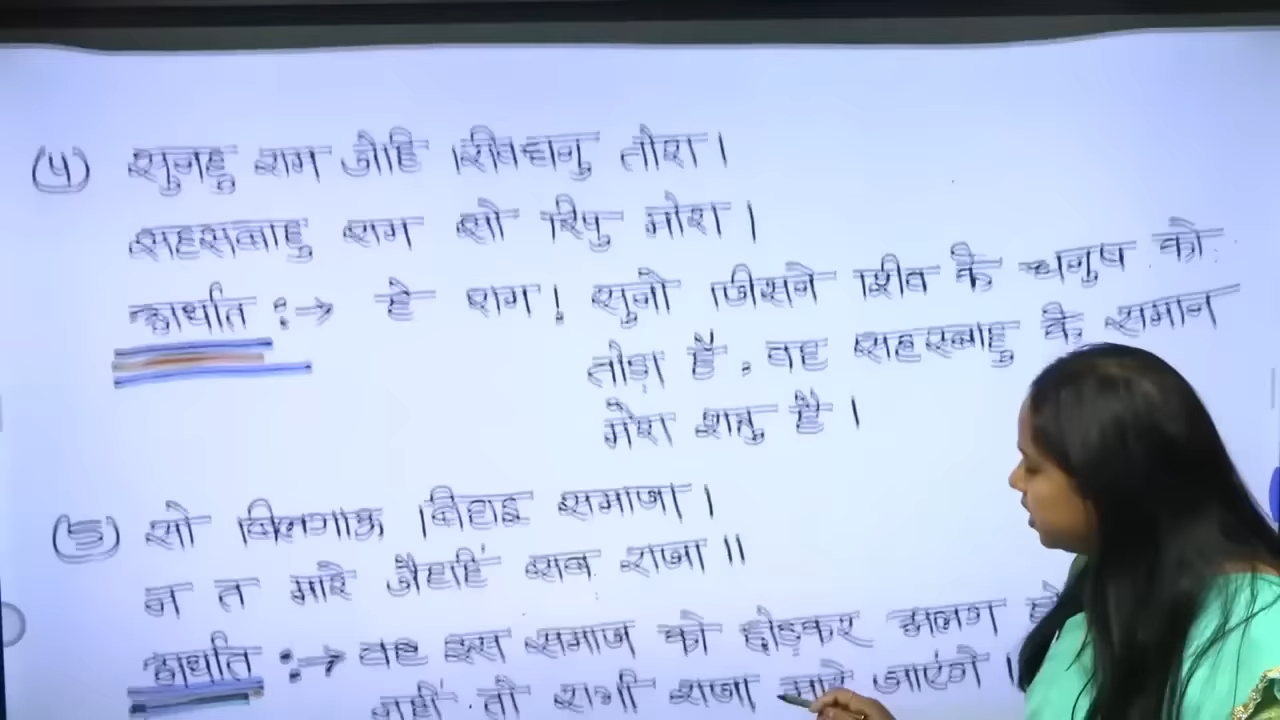 (4) सुनहु राम जेहि शिवधनु तोरा।
सहसबाहु सम सो रिपु मोरा।
अर्थात :→ हे राम! सुनो जिसने शिव के धनुष को
तोड़ा है, वह सहस्बाहु के समान
मेरा शत्रु है।
(5) सो बिलगाऊ बिहाइ समाजा।
न त मारे जैहहिं सब राजा॥
अर्थात :→ वह इस समाज को छोड़कर अलग
नहीं तो सभी राजा मारे जाएंगे।